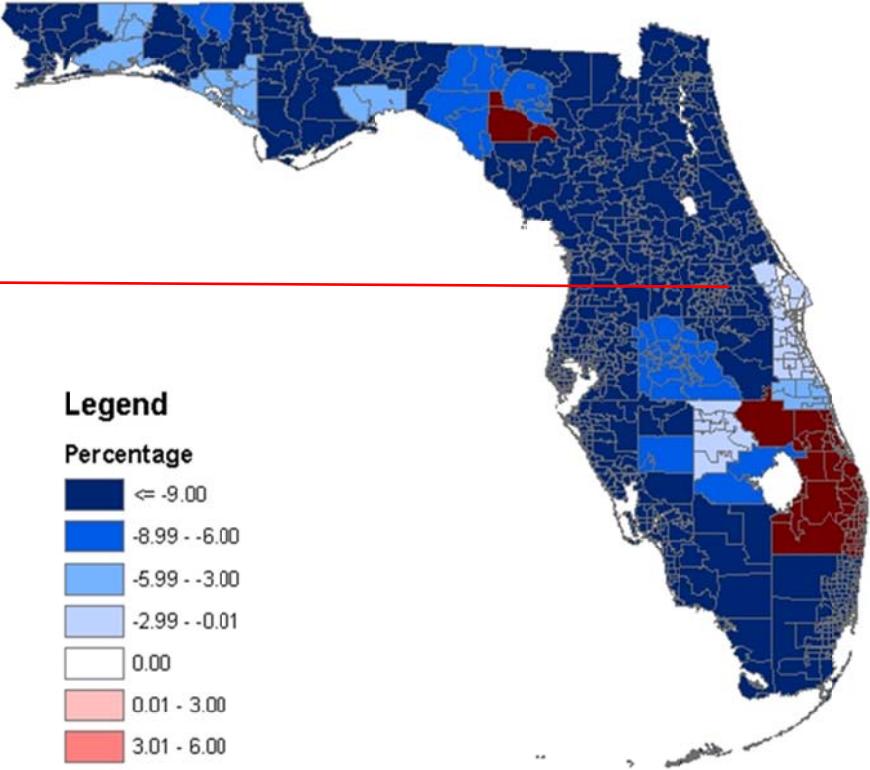 Legend
Percentage
<= -9.00
-8.99 - -6.00
-5.99 - -3.00
-2.99 - -0.01
0.00
0.01 - 3.00
3.01 - 6.00